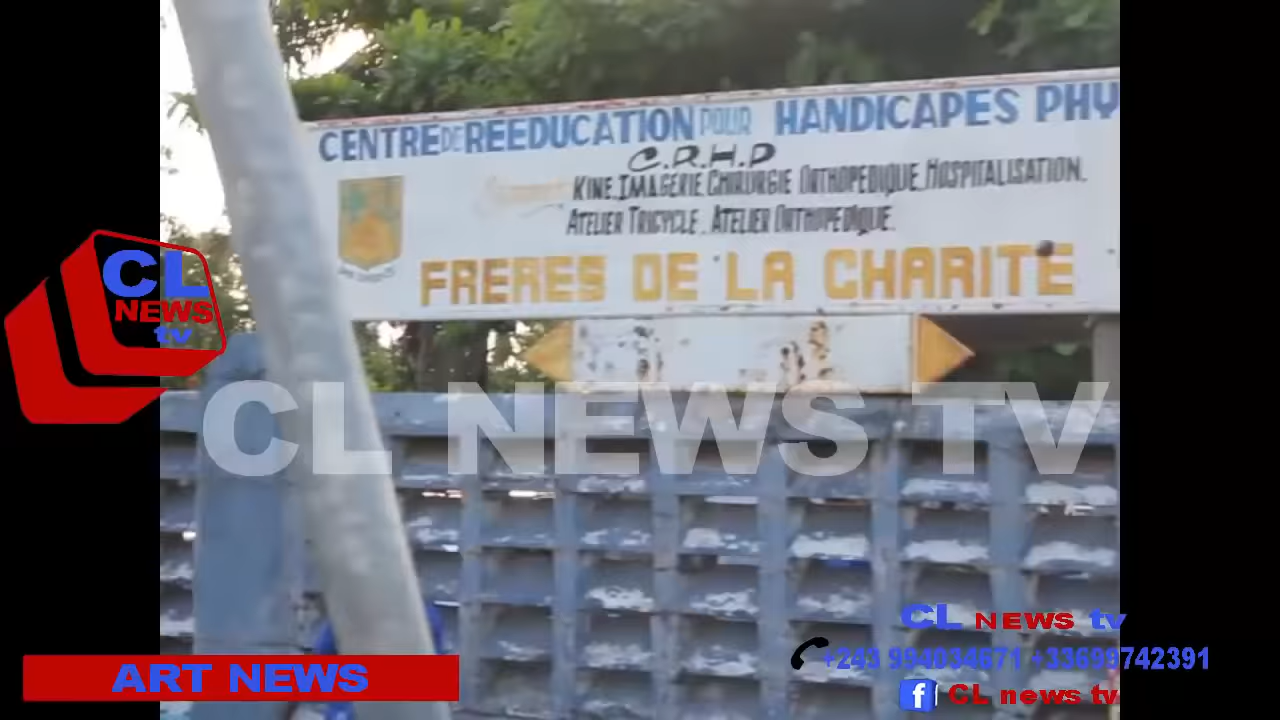 CENTRE DE REEDUCATION POUR HANDICAPES PHY
C.R.H.P
KINE, IMAGERIE, CHIRURGIE ORTHOPEDIQUE, HOSPITALISATION,
ATELIER TRICYCLE, ATELIER ORTHOPEDIQUE.
FRERES DE LA CHARITE
CL
NEWS
tv
CL NEWS TV
CL NEWS tv
+243 994034671 +33699742391
f CL news tv
ART NEWS